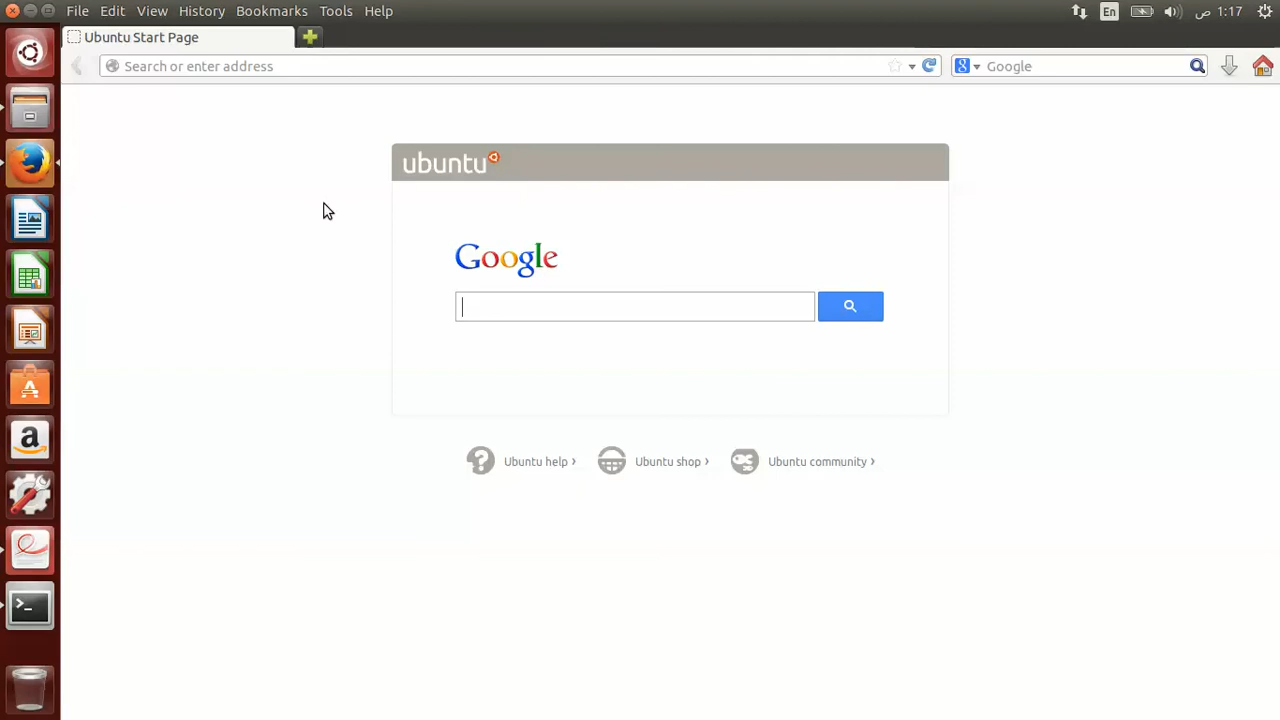 File Edit View History Bookmarks Tools Help En 1:17 ص
Ubuntu Start Page
Search or enter address Google
ubuntu
Google
Ubuntu help › Ubuntu shop › Ubuntu community ›